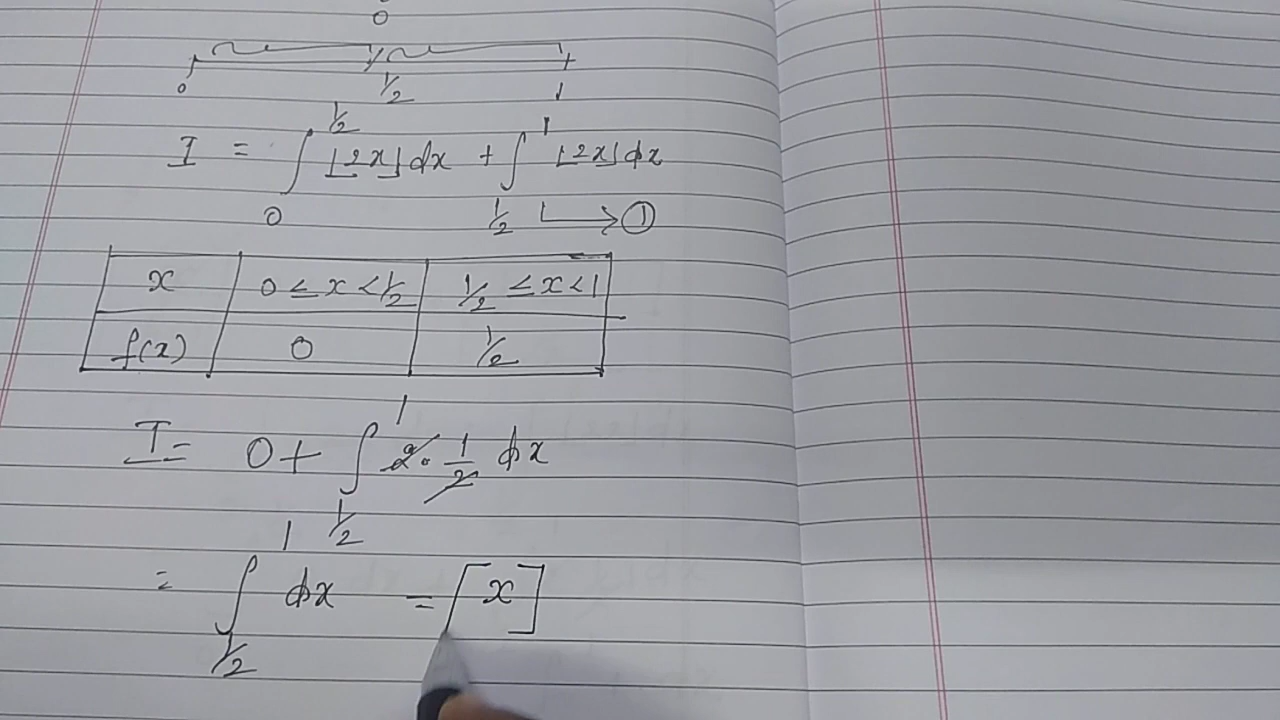 0
0 1/2 1
I = ∫₀^{1/2} ⌊2x⌋ dx + ∫_{1/2}^1 ⌊2x⌋ dx
→ ①
x 0 ≤ x < 1/2 1/2 ≤ x < 1
f(x) 0 1/2
I = 0 + ∫_{1/2}^1 2 · 1/2 dx
= ∫_{1/2}^1 dx = [x]